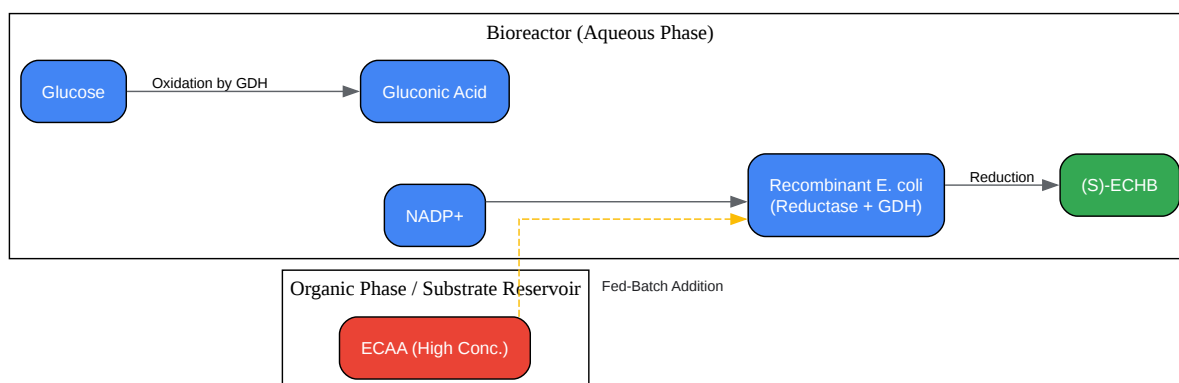 Bioreactor (Aqueous Phase)
Glucose
Oxidation by GDH
Gluconic Acid
NADP+
Recombinant E. coli
(Reductase + GDH)
Reduction
(S)-ECHB
Organic Phase / Substrate Reservoir
Fed-Batch Addition
ECAA (High Conc.)